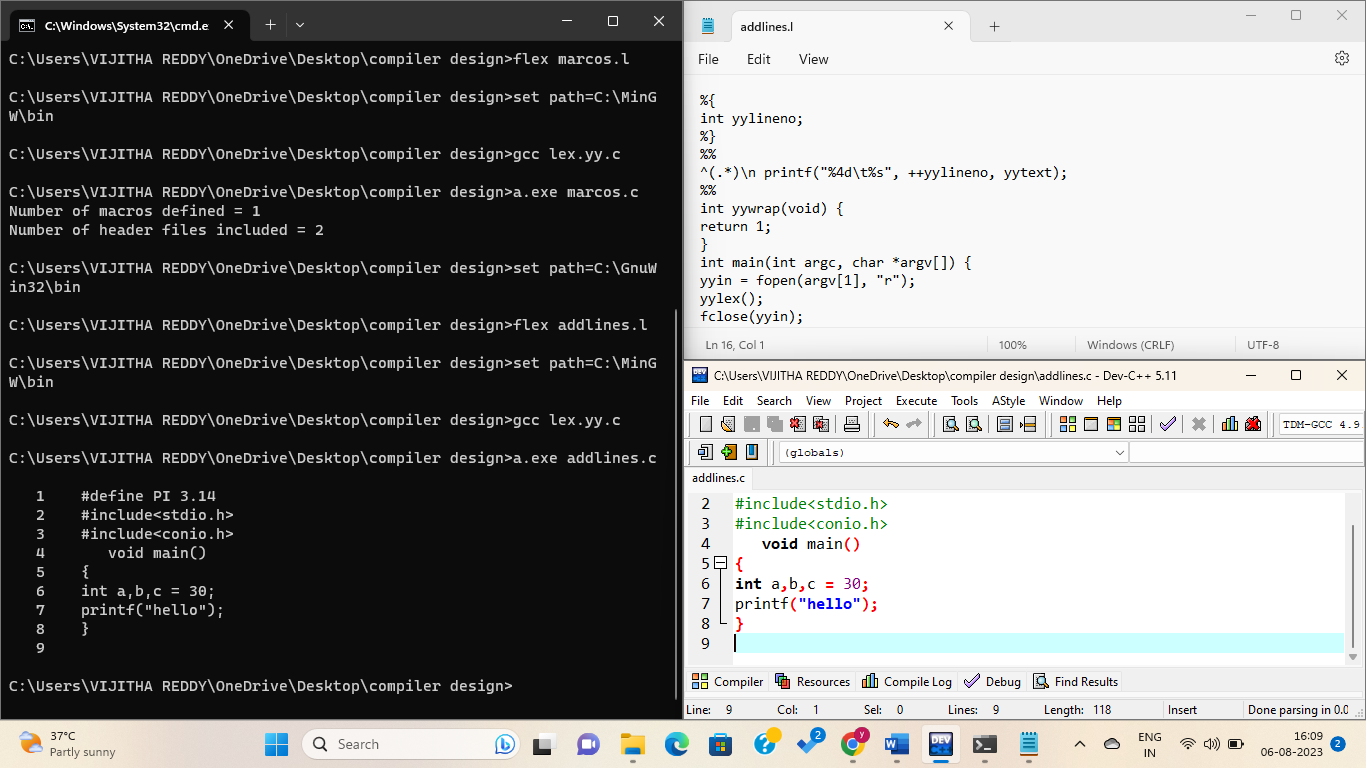 C:\Windows\System32\cmd.e
C:\Users\VIJITHA REDDY\OneDrive\Desktop\compiler design>flex marcos.l
C:\Users\VIJITHA REDDY\OneDrive\Desktop\compiler design>set path=C:\MinG
W\bin
C:\Users\VIJITHA REDDY\OneDrive\Desktop\compiler design>gcc lex.yy.c
C:\Users\VIJITHA REDDY\OneDrive\Desktop\compiler design>a.exe marcos.c
Number of macros defined = 1
Number of header files included = 2
C:\Users\VIJITHA REDDY\OneDrive\Desktop\compiler design>set path=C:\GnuW
in32\bin
C:\Users\VIJITHA REDDY\OneDrive\Desktop\compiler design>flex addlines.l
C:\Users\VIJITHA REDDY\OneDrive\Desktop\compiler design>set path=C:\MinG
W\bin
C:\Users\VIJITHA REDDY\OneDrive\Desktop\compiler design>gcc lex.yy.c
C:\Users\VIJITHA REDDY\OneDrive\Desktop\compiler design>a.exe addlines.c
1 #define PI 3.14
2 #include<stdio.h>
3 #include<conio.h>
4 void main()
5 {
6 int a,b,c = 30;
7 printf("hello");
8 }
9
C:\Users\VIJITHA REDDY\OneDrive\Desktop\compiler design>
addlines.l
File Edit View
%{
int yylineno;
%}
%%
^(.*)\n printf("%4d\t%s", ++yylineno, yytext);
%%
int yywrap(void) {
return 1;
}
int main(int argc, char *argv[]) {
yyin = fopen(argv[1], "r");
yylex();
fclose(yyin);
Ln 16, Col 1 100% Windows (CRLF) UTF-8
DEV C:\Users\VIJITHA REDDY\OneDrive\Desktop\compiler design\addlines.c - Dev-C++ 5.11
File Edit Search View Project Execute Tools AStyle Window Help
TDM-GCC 4.9
(globals)
addlines.c
2 #include<stdio.h>
3 #include<conio.h>
4 void main()
5 {
6 int a,b,c = 30;
7 printf("hello");
8 }
9
Compiler Resources Compile Log Debug Find Results
Line: 9 Col: 1 Sel: 0 Lines: 9 Length: 118 Insert Done parsing in 0.0
37°C
Partly sunny
Search
2
y
W
DEV
ENG
IN
16:09
06-08-2023
2